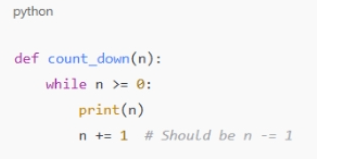 python
def count_down(n):
    while n >= 0:
        print(n)
        n += 1  # Should be n -= 1